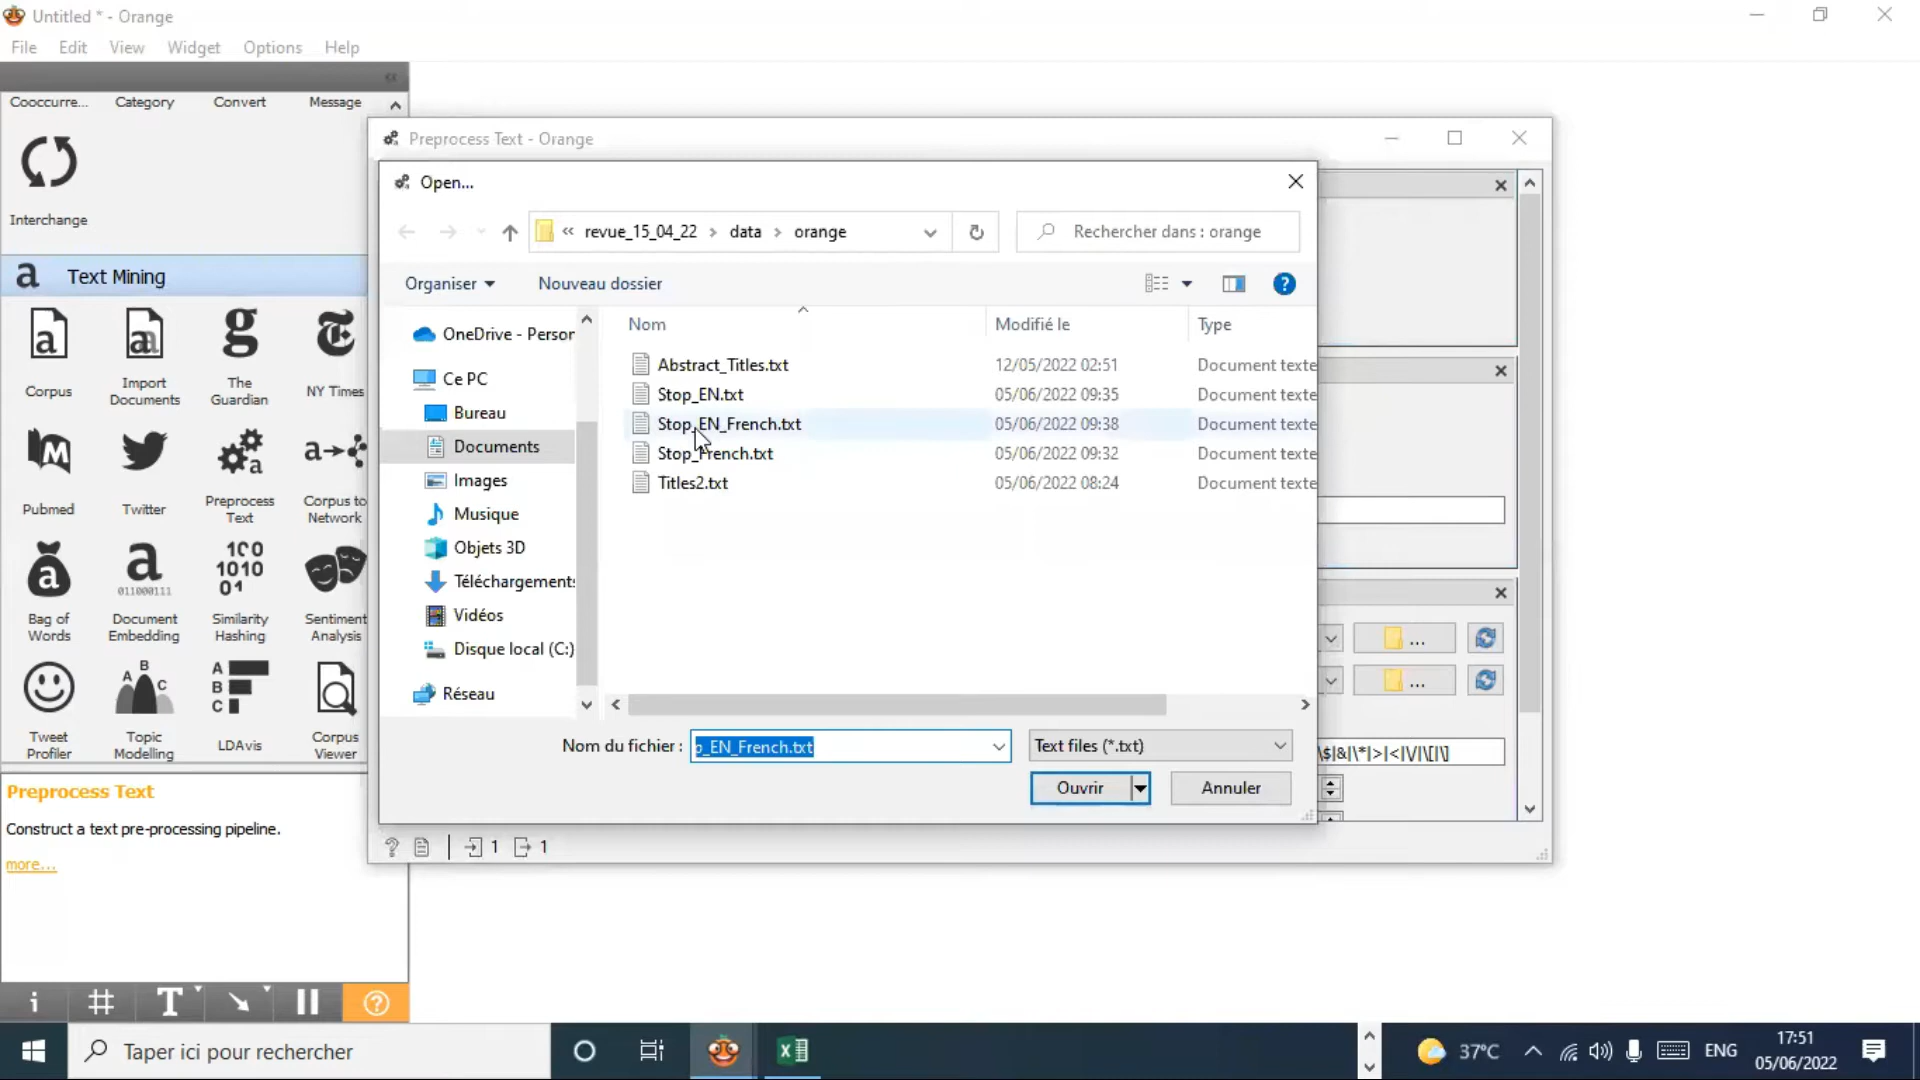 Untitled * - Orange
File Edit View Widget Options Help
Cooccurre... Category Convert Message
Interchange
Text Mining
Corpus Import Documents The Guardian NY Times
Pubmed Twitter Preprocess Text Corpus to Network
Bag of Words Document Embedding Similarity Hashing Sentiment Analysis
Tweet Profiler Topic Modelling LDAvis Corpus Viewer
Preprocess Text
Construct a text pre-processing pipeline.
more...
Preprocess Text - Orange
Open...
« revue_15_04_22 › data › orange
Rechercher dans : orange
Organiser Nouveau dossier
OneDrive - Person
Ce PC
Bureau
Documents
Images
Musique
Objets 3D
Téléchargements
Vidéos
Disque local (C:)
Réseau
Nom Modifié le Type
Abstract_Titles.txt 12/05/2022 02:51 Document texte
Stop_EN.txt 05/06/2022 09:35 Document texte
Stop_EN_French.txt 05/06/2022 09:38 Document texte
Stop_French.txt 05/06/2022 09:32 Document texte
Titles2.txt 05/06/2022 08:24 Document texte
Nom du fichier : p_EN_French.txt Text files (*.txt)
Ouvrir Annuler
...
...
\$|&|\*|>|<|\/|\[|\]
1 1
Taper ici pour rechercher
37°C ENG 17:51
05/06/2022